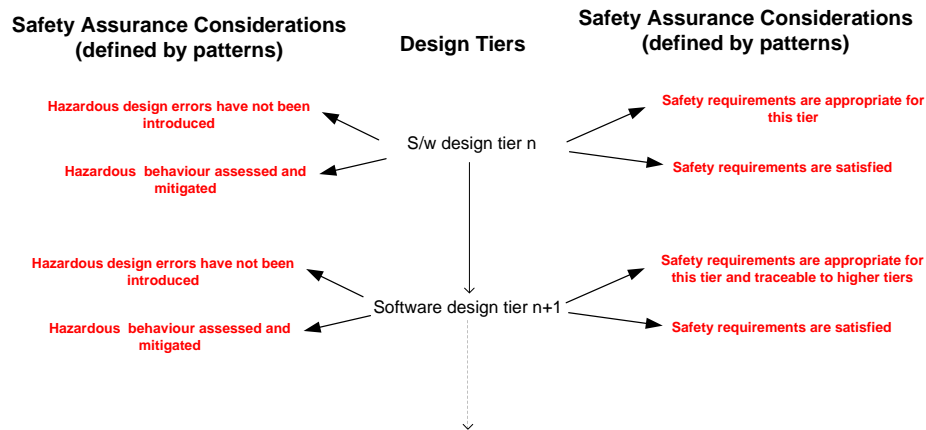 Safety Assurance Considerations
(defined by patterns)
Design Tiers
Safety Assurance Considerations
(defined by patterns)
Hazardous design errors have not been
introduced
Hazardous behaviour assessed and
mitigated
S/w design tier n
Safety requirements are appropriate for
this tier
Safety requirements are satisfied
Hazardous design errors have not been
introduced
Hazardous behaviour assessed and
mitigated
Software design tier n+1
Safety requirements are appropriate for
this tier and traceable to higher tiers
Safety requirements are satisfied